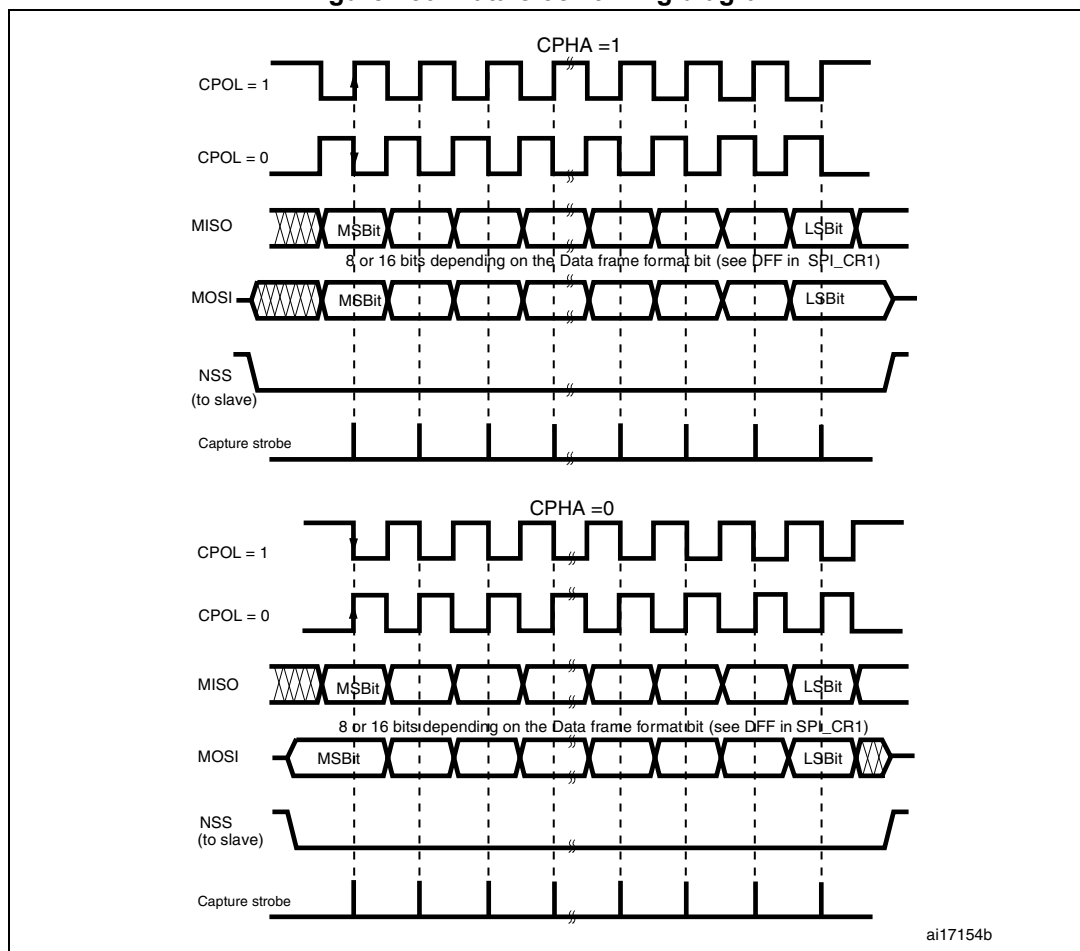 CPHA =1
CPOL = 1
CPOL = 0
MISO
MSBit
LSBit
8 or 16 bits depending on the Data frame format bit (see DFF in SPI_CR1)
MOSI
MSBit
LSBit
NSS
(to slave)
Capture strobe
CPHA =0
CPOL = 1
CPOL = 0
MISO
MSBit
LSBit
8 or 16 bits depending on the Data frame format bit (see DFF in SPI_CR1)
MOSI
MSBit
LSBit
NSS
(to slave)
Capture strobe
ai17154b